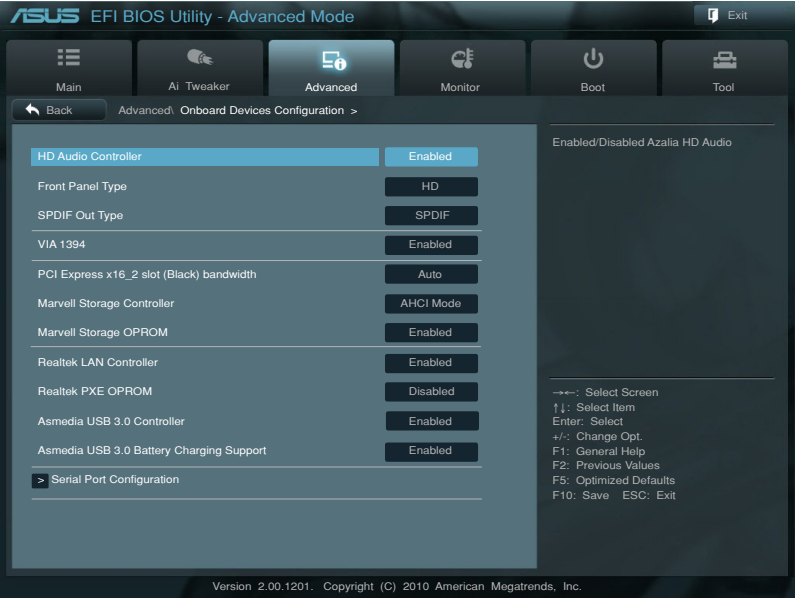 ASUS EFI BIOS Utility - Advanced Mode
Exit
Main Ai Tweaker Advanced Monitor Boot Tool
Back Advanced\ Onboard Devices Configuration >
HD Audio Controller Enabled
Front Panel Type HD
SPDIF Out Type SPDIF
VIA 1394 Enabled
PCI Express x16_2 slot (Black) bandwidth Auto
Marvell Storage Controller AHCI Mode
Marvell Storage OPROM Enabled
Realtek LAN Controller Enabled
Realtek PXE OPROM Disabled
Asmedia USB 3.0 Controller Enabled
Asmedia USB 3.0 Battery Charging Support Enabled
> Serial Port Configuration
Enabled/Disabled Azalia HD Audio
→←: Select Screen
↑↓: Select Item
Enter: Select
+/-: Change Opt.
F1: General Help
F2: Previous Values
F5: Optimized Defaults
F10: Save ESC: Exit
Version 2.00.1201. Copyright (C) 2010 American Megatrends, Inc.